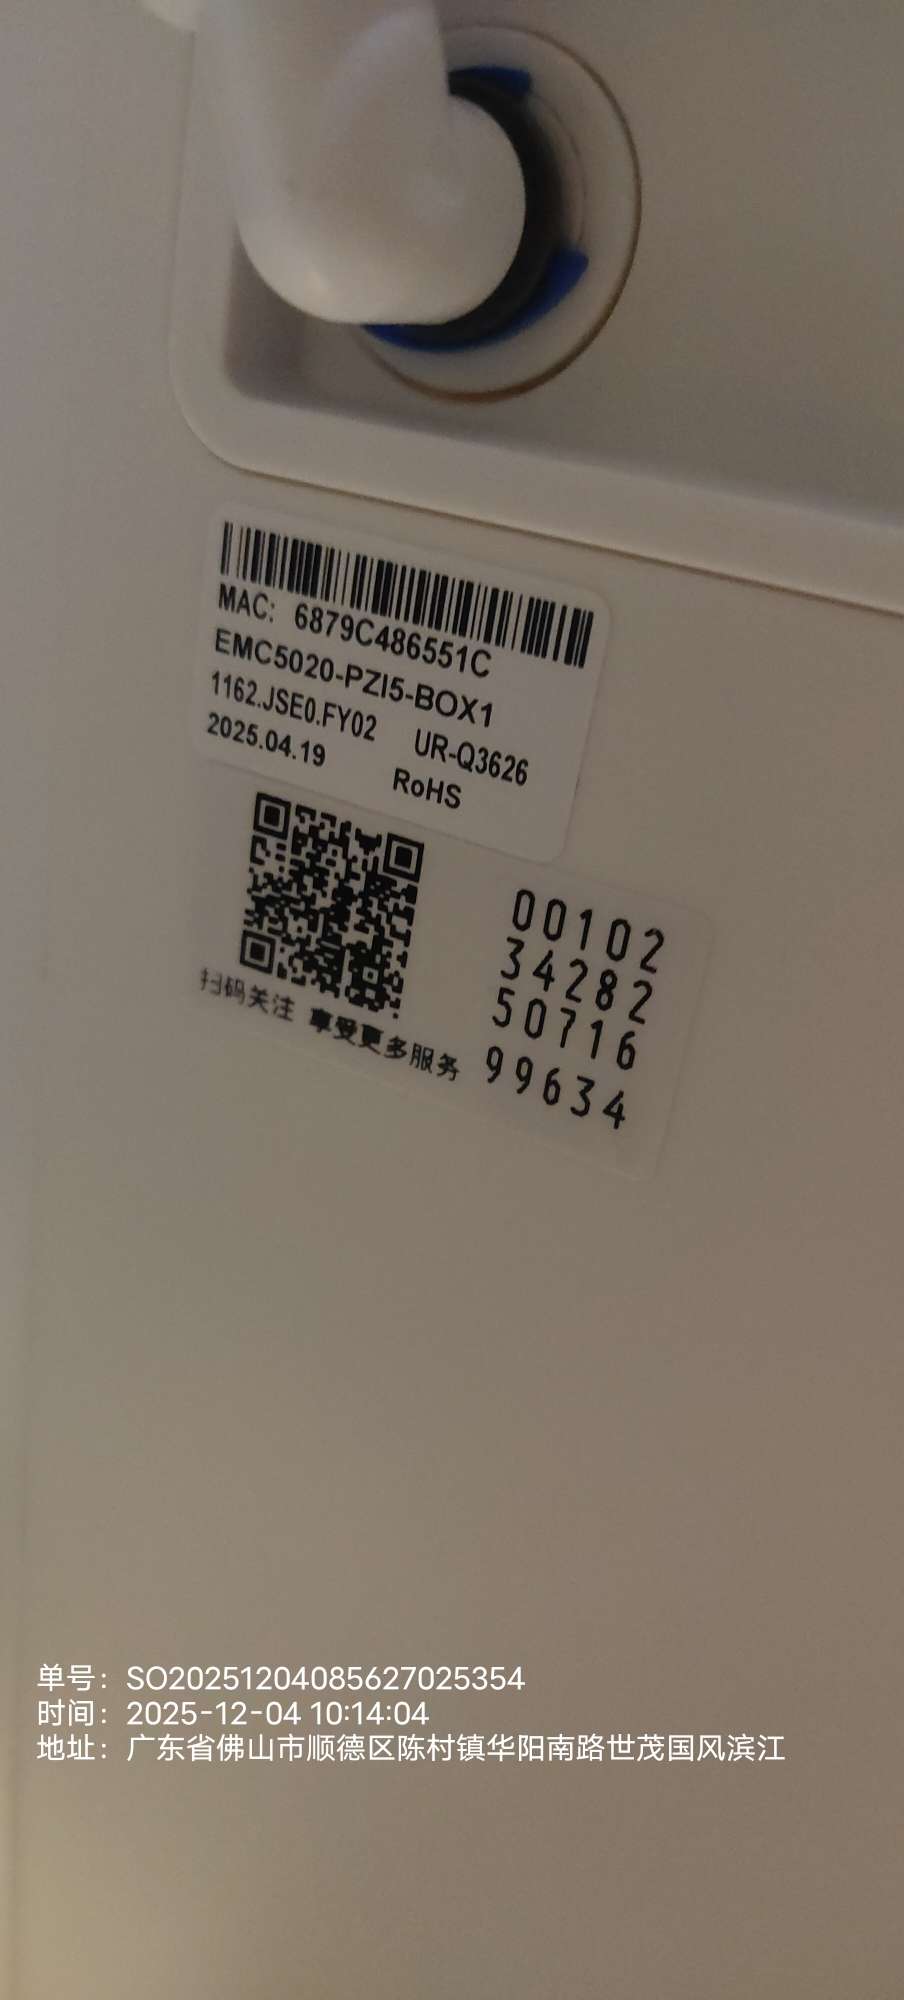 MAC: 6879C486551C
EMC5020-PZI5-BOX1
1162.JSE0.FY02 UR-Q3626
2025.04.19 RoHS
00102
34282
50716
99634
扫码关注 享受更多服务
单号：SO20251204085627025354
时间：2025-12-04 10:14:04
地址：广东省佛山市顺德区陈村镇华阳南路世茂国风滨江